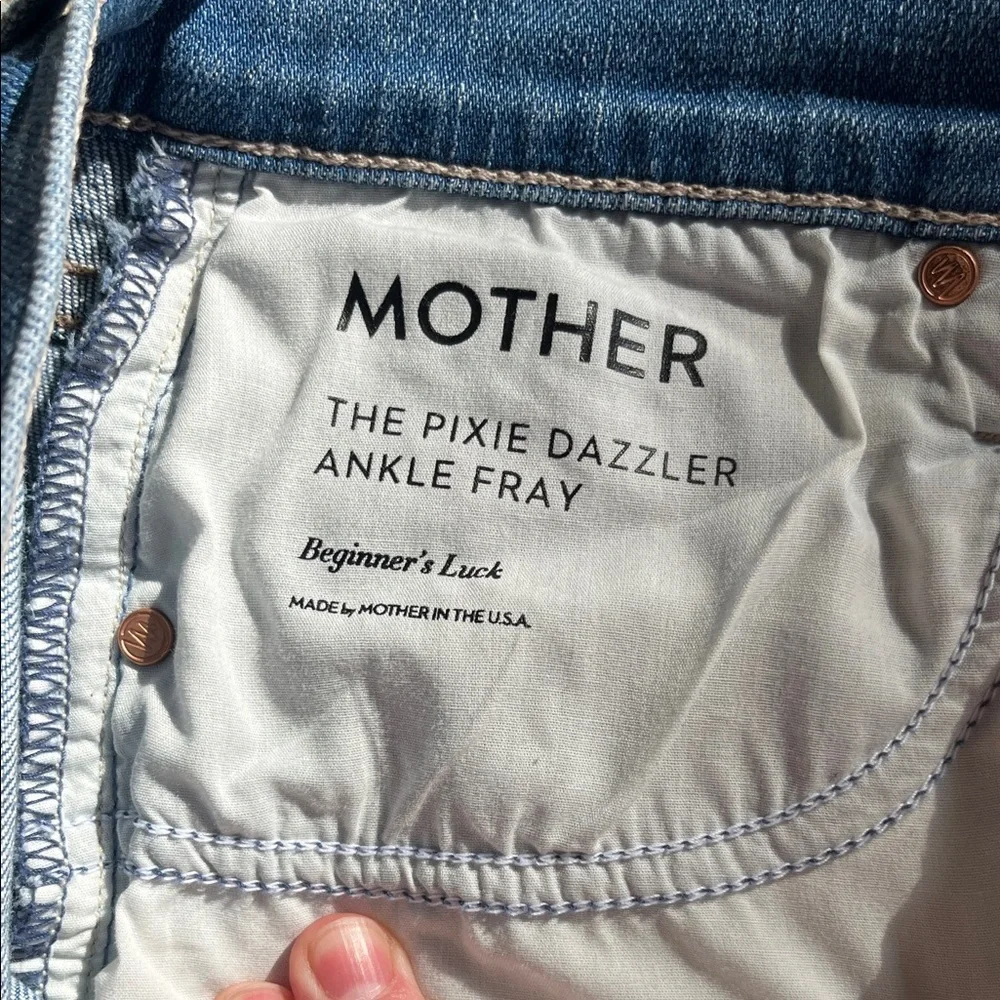 MOTHER
THE PIXIE DAZZLER
ANKLE FRAY
Beginner's Luck
MADE by MOTHER IN THE U.S.A.